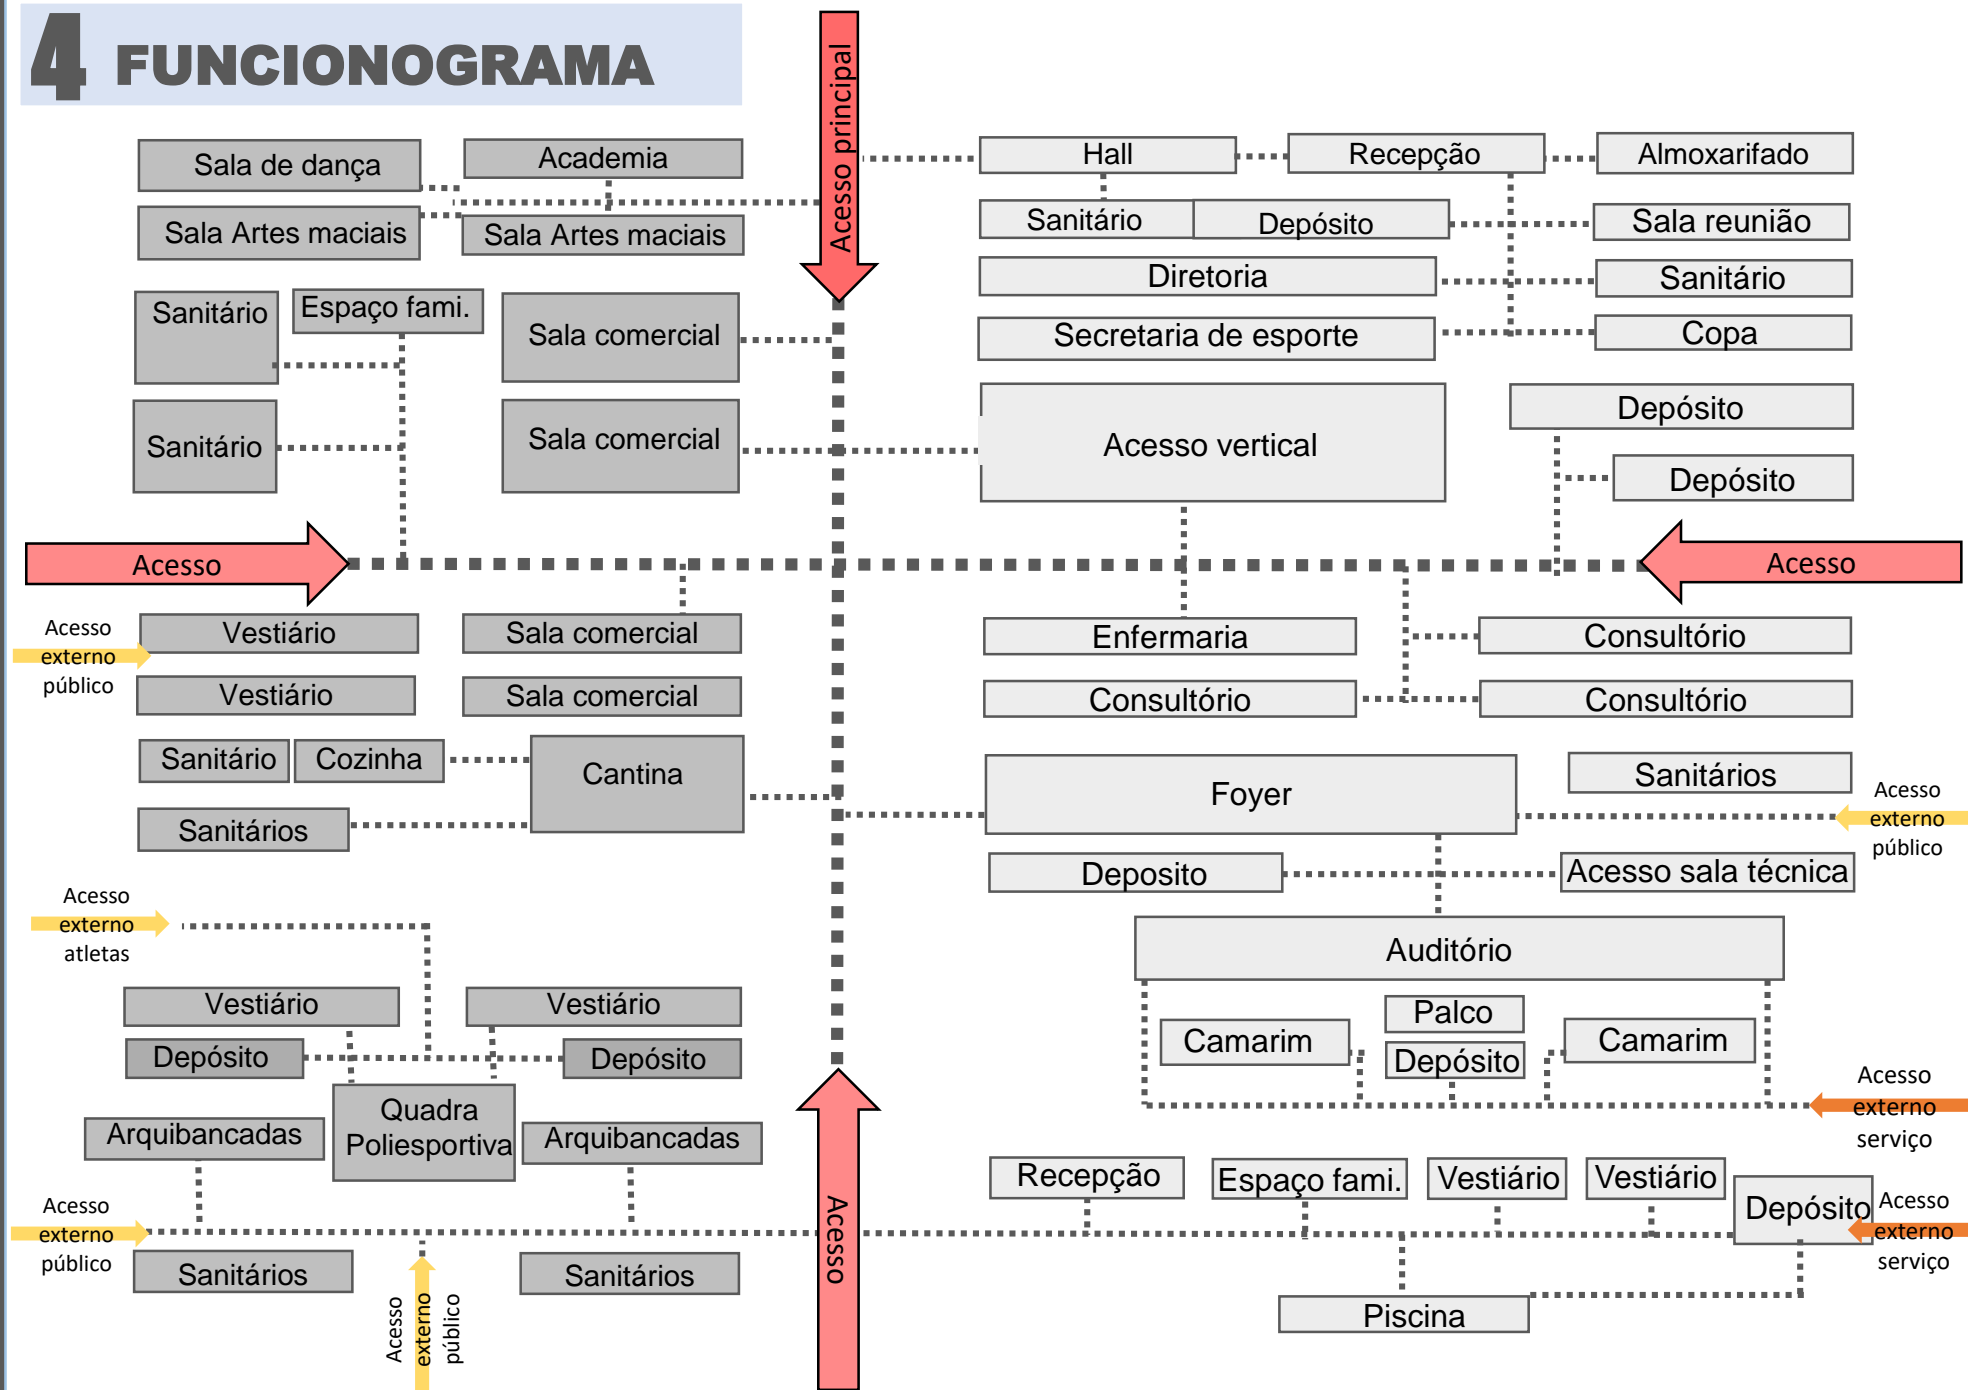 4 FUNCIONOGRAMA
Acesso principal
Sala de dança
Academia
Sala Artes maciais
Sala Artes maciais
Hall
Recepção
Almoxarifado
Sanitário
Depósito
Sala reunião
Diretoria
Sanitário
Secretaria de esporte
Copa
Sanitário
Espaço fami.
Sala comercial
Sanitário
Sala comercial
Acesso vertical
Depósito
Depósito
Acesso
Acesso
Acesso
externo
público
Vestiário
Sala comercial
Vestiário
Sala comercial
Enfermaria
Consultório
Consultório
Consultório
Sanitário
Cozinha
Cantina
Sanitários
Foyer
Sanitários
Acesso
externo
público
Deposito
Acesso sala técnica
Acesso
externo
atletas
Auditório
Vestiário
Vestiário
Depósito
Depósito
Palco
Camarim
Depósito
Camarim
Acesso
externo
serviço
Quadra
Poliesportiva
Arquibancadas
Arquibancadas
Acesso
externo
público
Sanitários
Sanitários
Acesso
externo
público
Acesso
Recepção
Espaço fami.
Vestiário
Vestiário
Depósito
Acesso
externo
serviço
Piscina